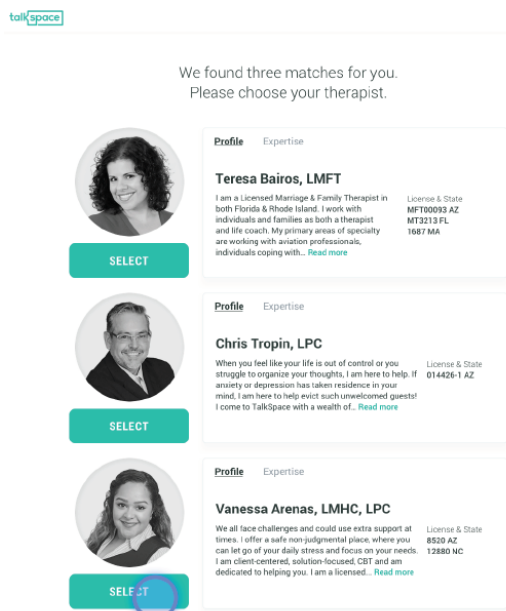 talkspace
We found three matches for you.
Please choose your therapist.
Profile Expertise
Teresa Bairos, LMFT
I am a Licensed Marriage & Family Therapist in
both Florida & Rhode Island. I work with
individuals and families as both a therapist
and life coach. My primary areas of specialty
are working with aviation professionals,
individuals coping with... Read more
License & State
MFT00093 AZ
MT3213 FL
1687 MA
SELECT
Profile Expertise
Chris Tropin, LPC
When you feel like your life is out of control or you
struggle to organize your thoughts, I am here to help. If
anxiety or depression has taken residence in your
mind, I am here to help evict such unwelcomed guests!
I come to TalkSpace with a wealth of... Read more
License & State
014426-1 AZ
SELECT
Profile Expertise
Vanessa Arenas, LMHC, LPC
We all face challenges and could use extra support at
times. I offer a safe non-judgmental place, where you
can let go of your daily stress and focus on your needs.
I am client-centered, solution-focused, CBT and am
dedicated to helping you. I am a licensed... Read more
License & State
8520 AZ
12880 NC
SELECT